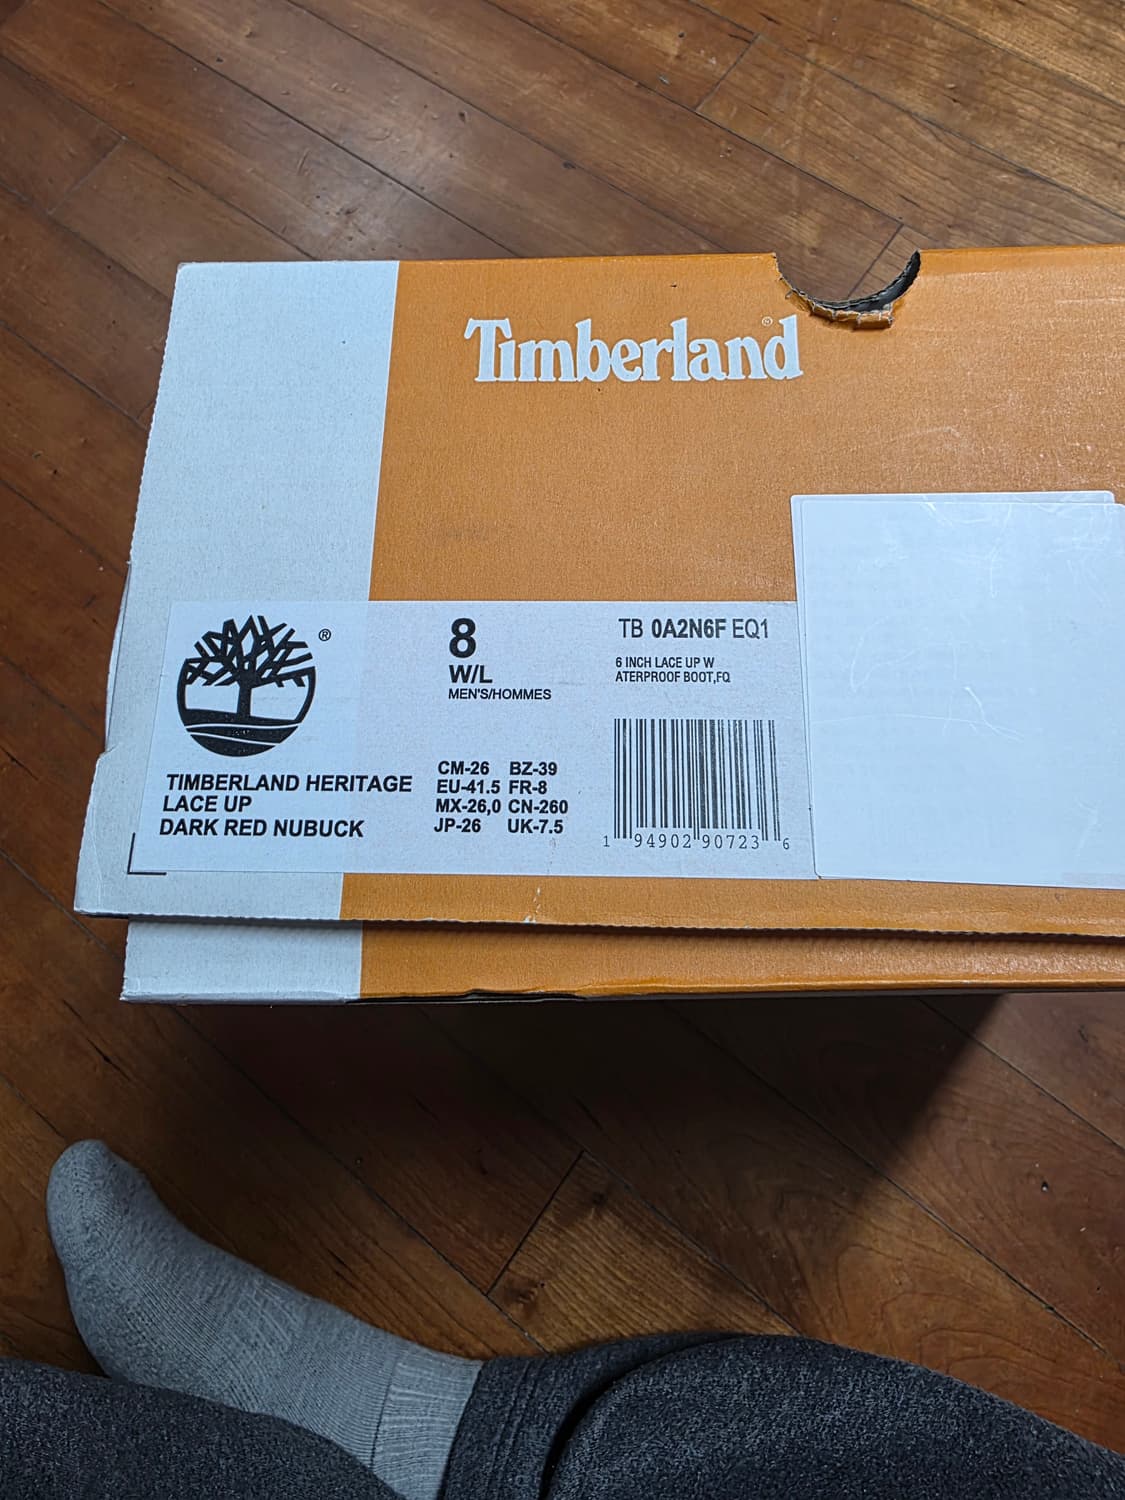 Timberland®
®
TIMBERLAND HERITAGE
LACE UP
DARK RED NUBUCK
8
W/L
MEN'S/HOMMES
CM-26 BZ-39
EU-41.5 FR-8
MX-26,0 CN-260
JP-26 UK-7.5
TB 0A2N6F EQ1
6 INCH LACE UP W
ATERPROOF BOOT,FQ
1 94902 90723 6